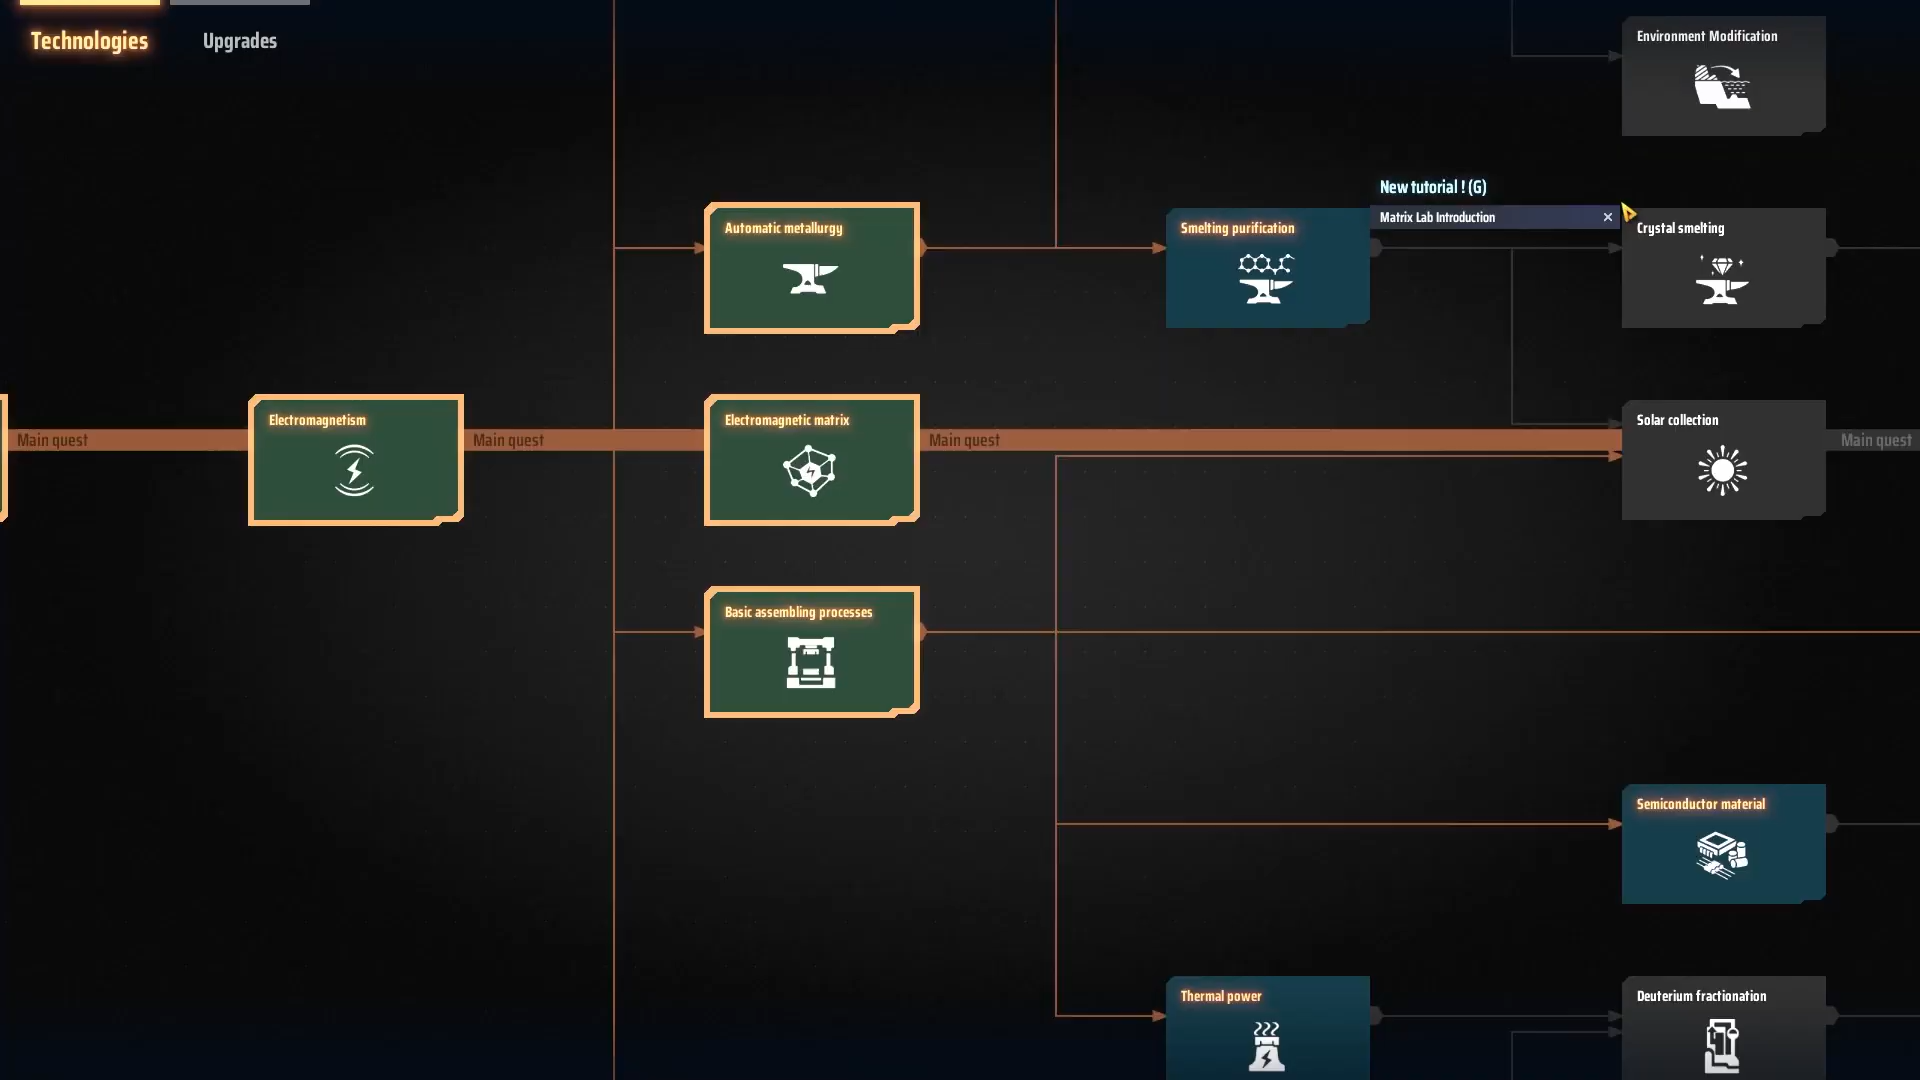 Technologies
Upgrades
Environment Modification
New tutorial ! (G)
Matrix Lab Introduction
Automatic metallurgy
Smelting purification
Crystal smelting
Main quest
Electromagnetism
Main quest
Electromagnetic matrix
Main quest
Solar collection
Main quest
Basic assembling processes
Semiconductor material
Thermal power
Deuterium fractionation